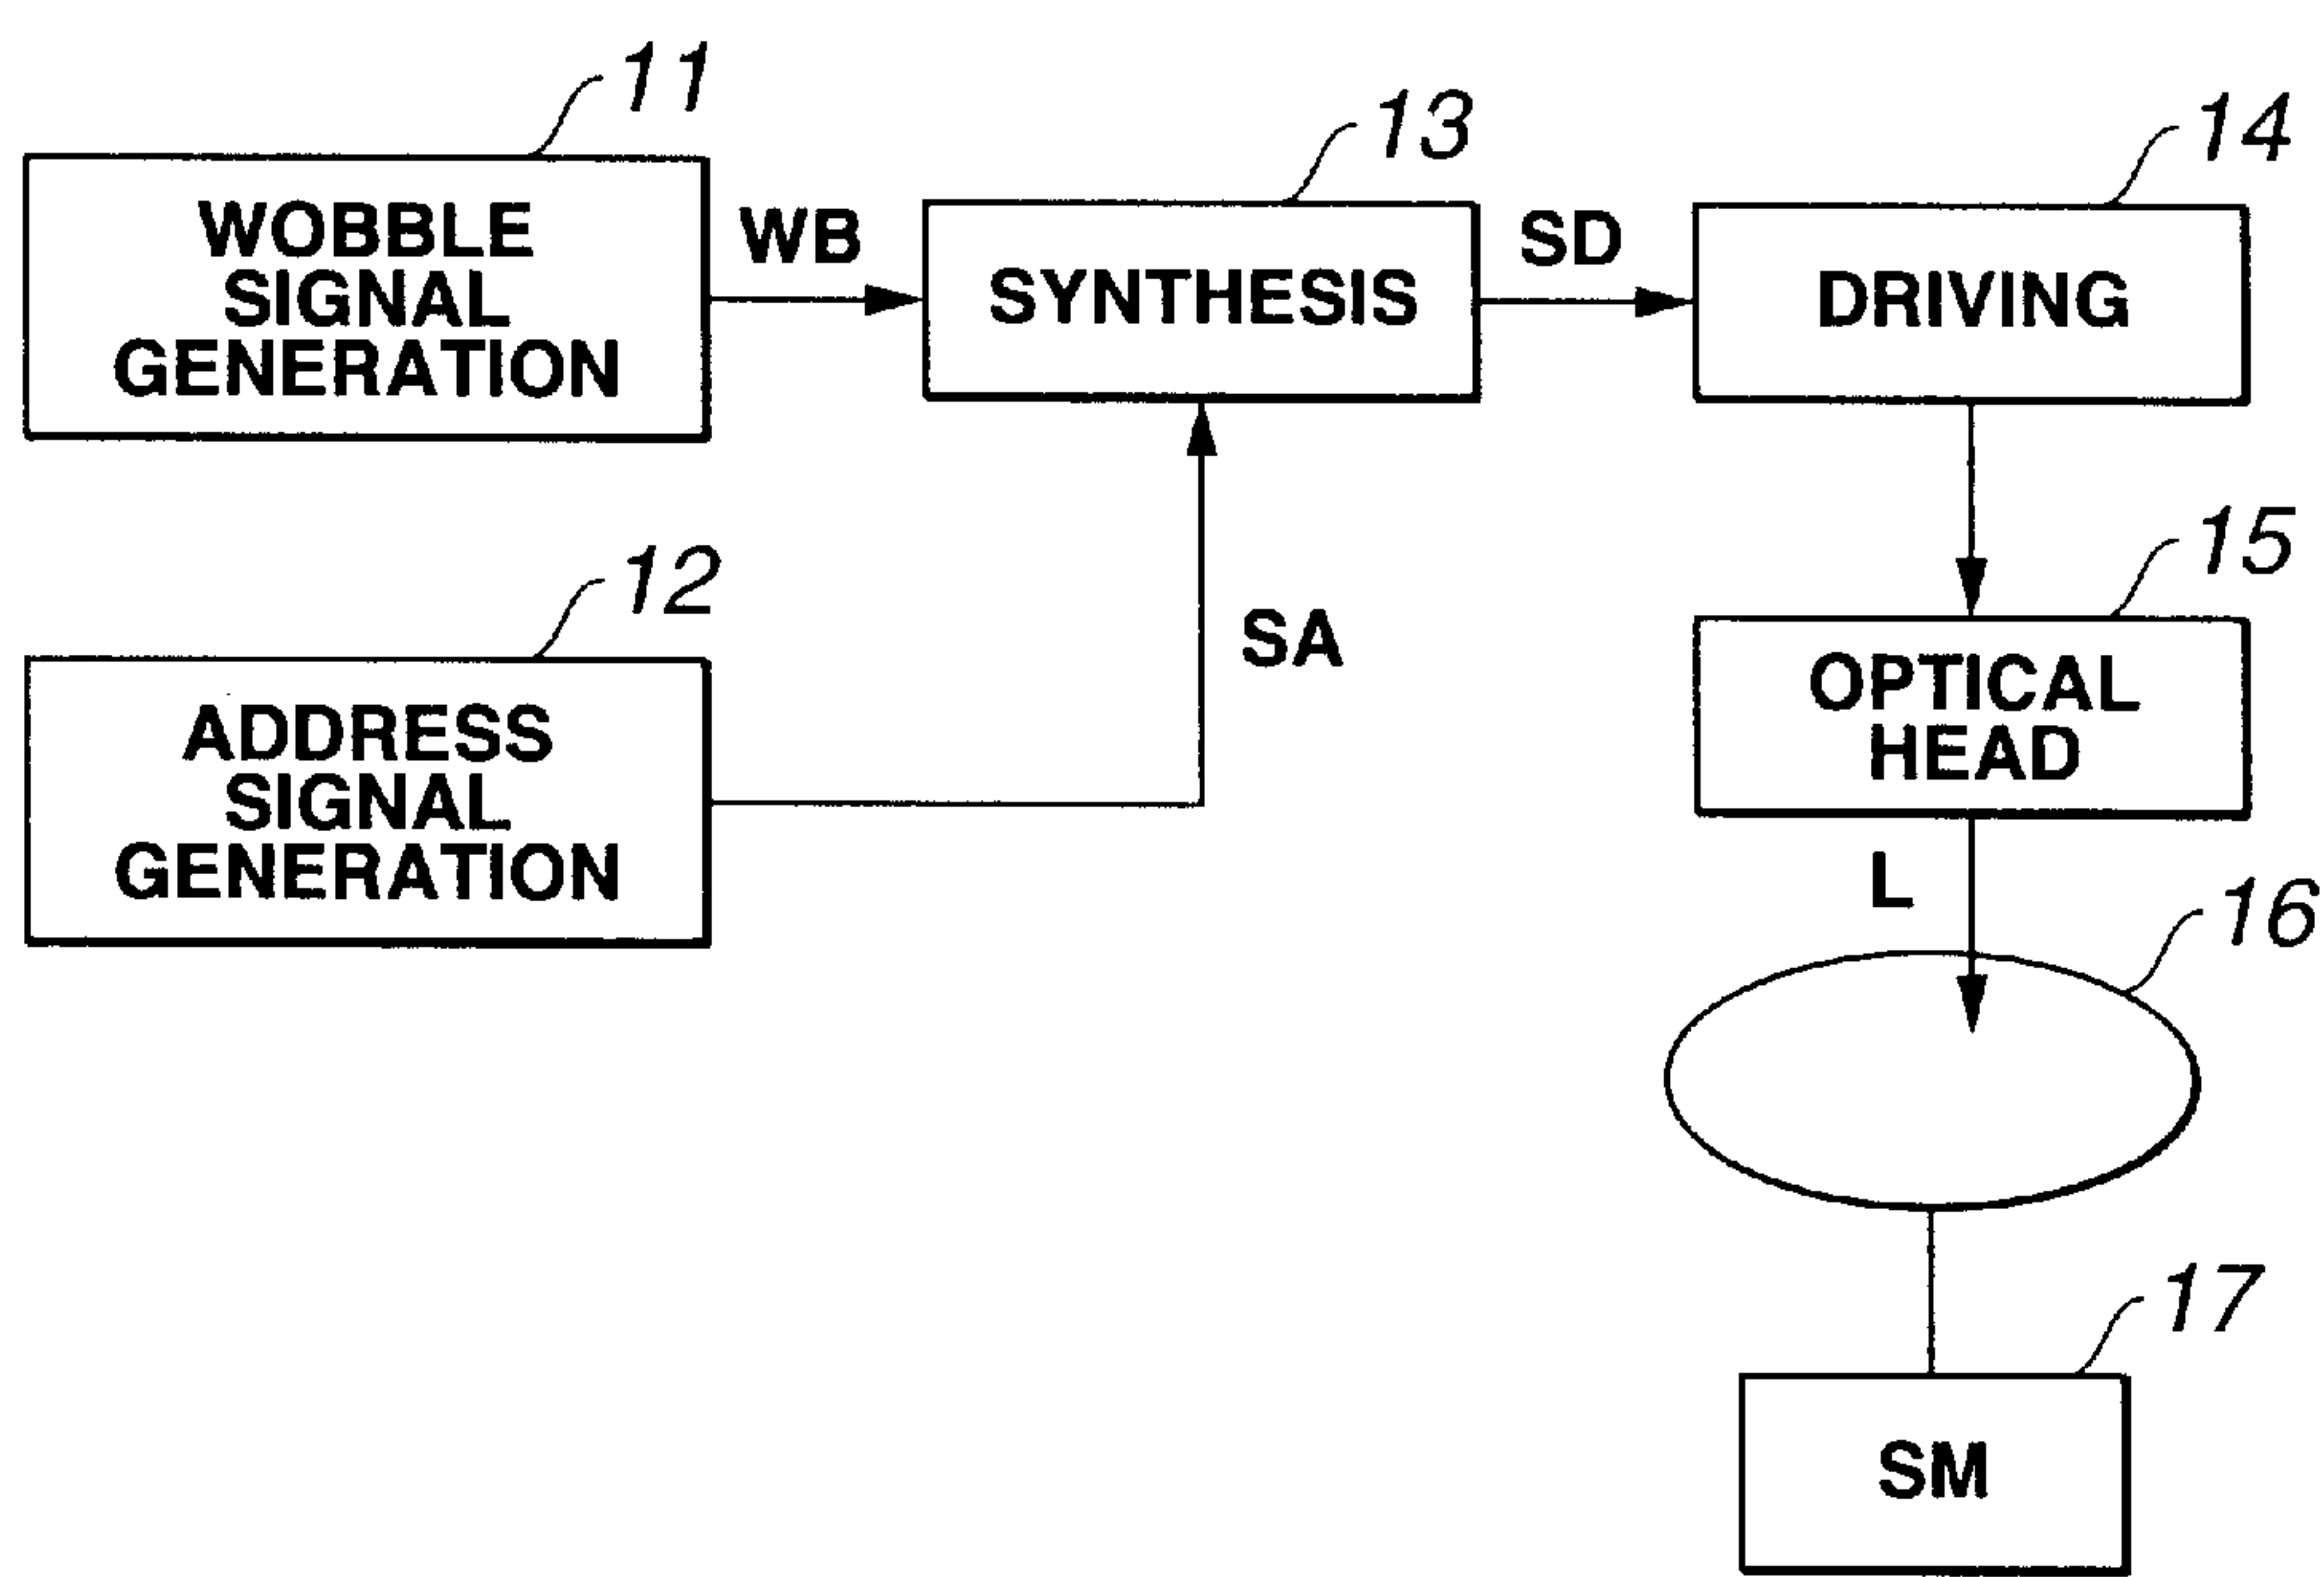 11
WOBBLE
SIGNAL
GENERATION
WB
13
SYNTHESIS
SD
14
DRIVING
12
ADDRESS
SIGNAL
GENERATION
SA
15
OPTICAL
HEAD
L
16
17
SM